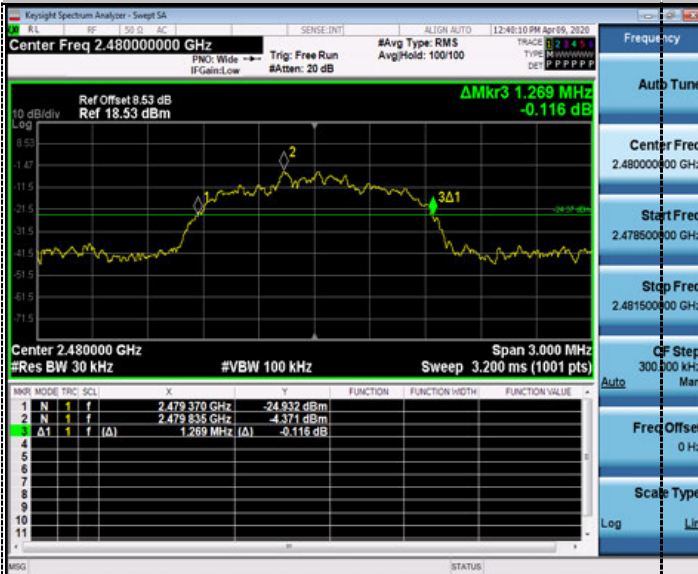 Keysight Spectrum Analyzer - Swept SA
RL RF 50 Ω AC SENSE:INT ALIGN AUTO 12:40:10 PM Apr 09, 2020
Center Freq 2.480000000 GHz
#Avg Type: RMS
TRACE 1 2 3 4 5 6
PNO: Wide
Trig: Free Run
Avg|Hold: 100/100
TYPE M WWWWW
IFGain:Low
#Atten: 20 dB
DET P P P P P P
ΔMkr3 1.269 MHz
-0.116 dB
Ref Offset 8.53 dB
10 dB/div Ref 18.53 dBm
Log
8.53
-1.47
-11.5
-21.5
-31.5
-41.5
-51.5
-61.5
-71.5
1
2
3Δ1
-24.37 dBm
Center 2.480000 GHz
Span 3.000 MHz
#Res BW 30 kHz
#VBW 100 kHz
Sweep 3.200 ms (1001 pts)
MKR MODE TRC SCL X Y FUNCTION FUNCTION WIDTH FUNCTION VALUE
1 N 1 f 2.479 370 GHz -24.932 dBm
2 N 1 f 2.479 835 GHz -4.371 dBm
3 Δ1 1 f (Δ) 1.269 MHz (Δ) -0.116 dB
4
5
6
7
8
9
10
11
MSG
STATUS
Frequency
Auto Tune
Center Freq
2.480000000 GHz
Start Freq
2.478500000 GHz
Stop Freq
2.481500000 GHz
CF Step
300.000 kHz
Auto Man
Freq Offset
0 Hz
Scale Type
Log Lin